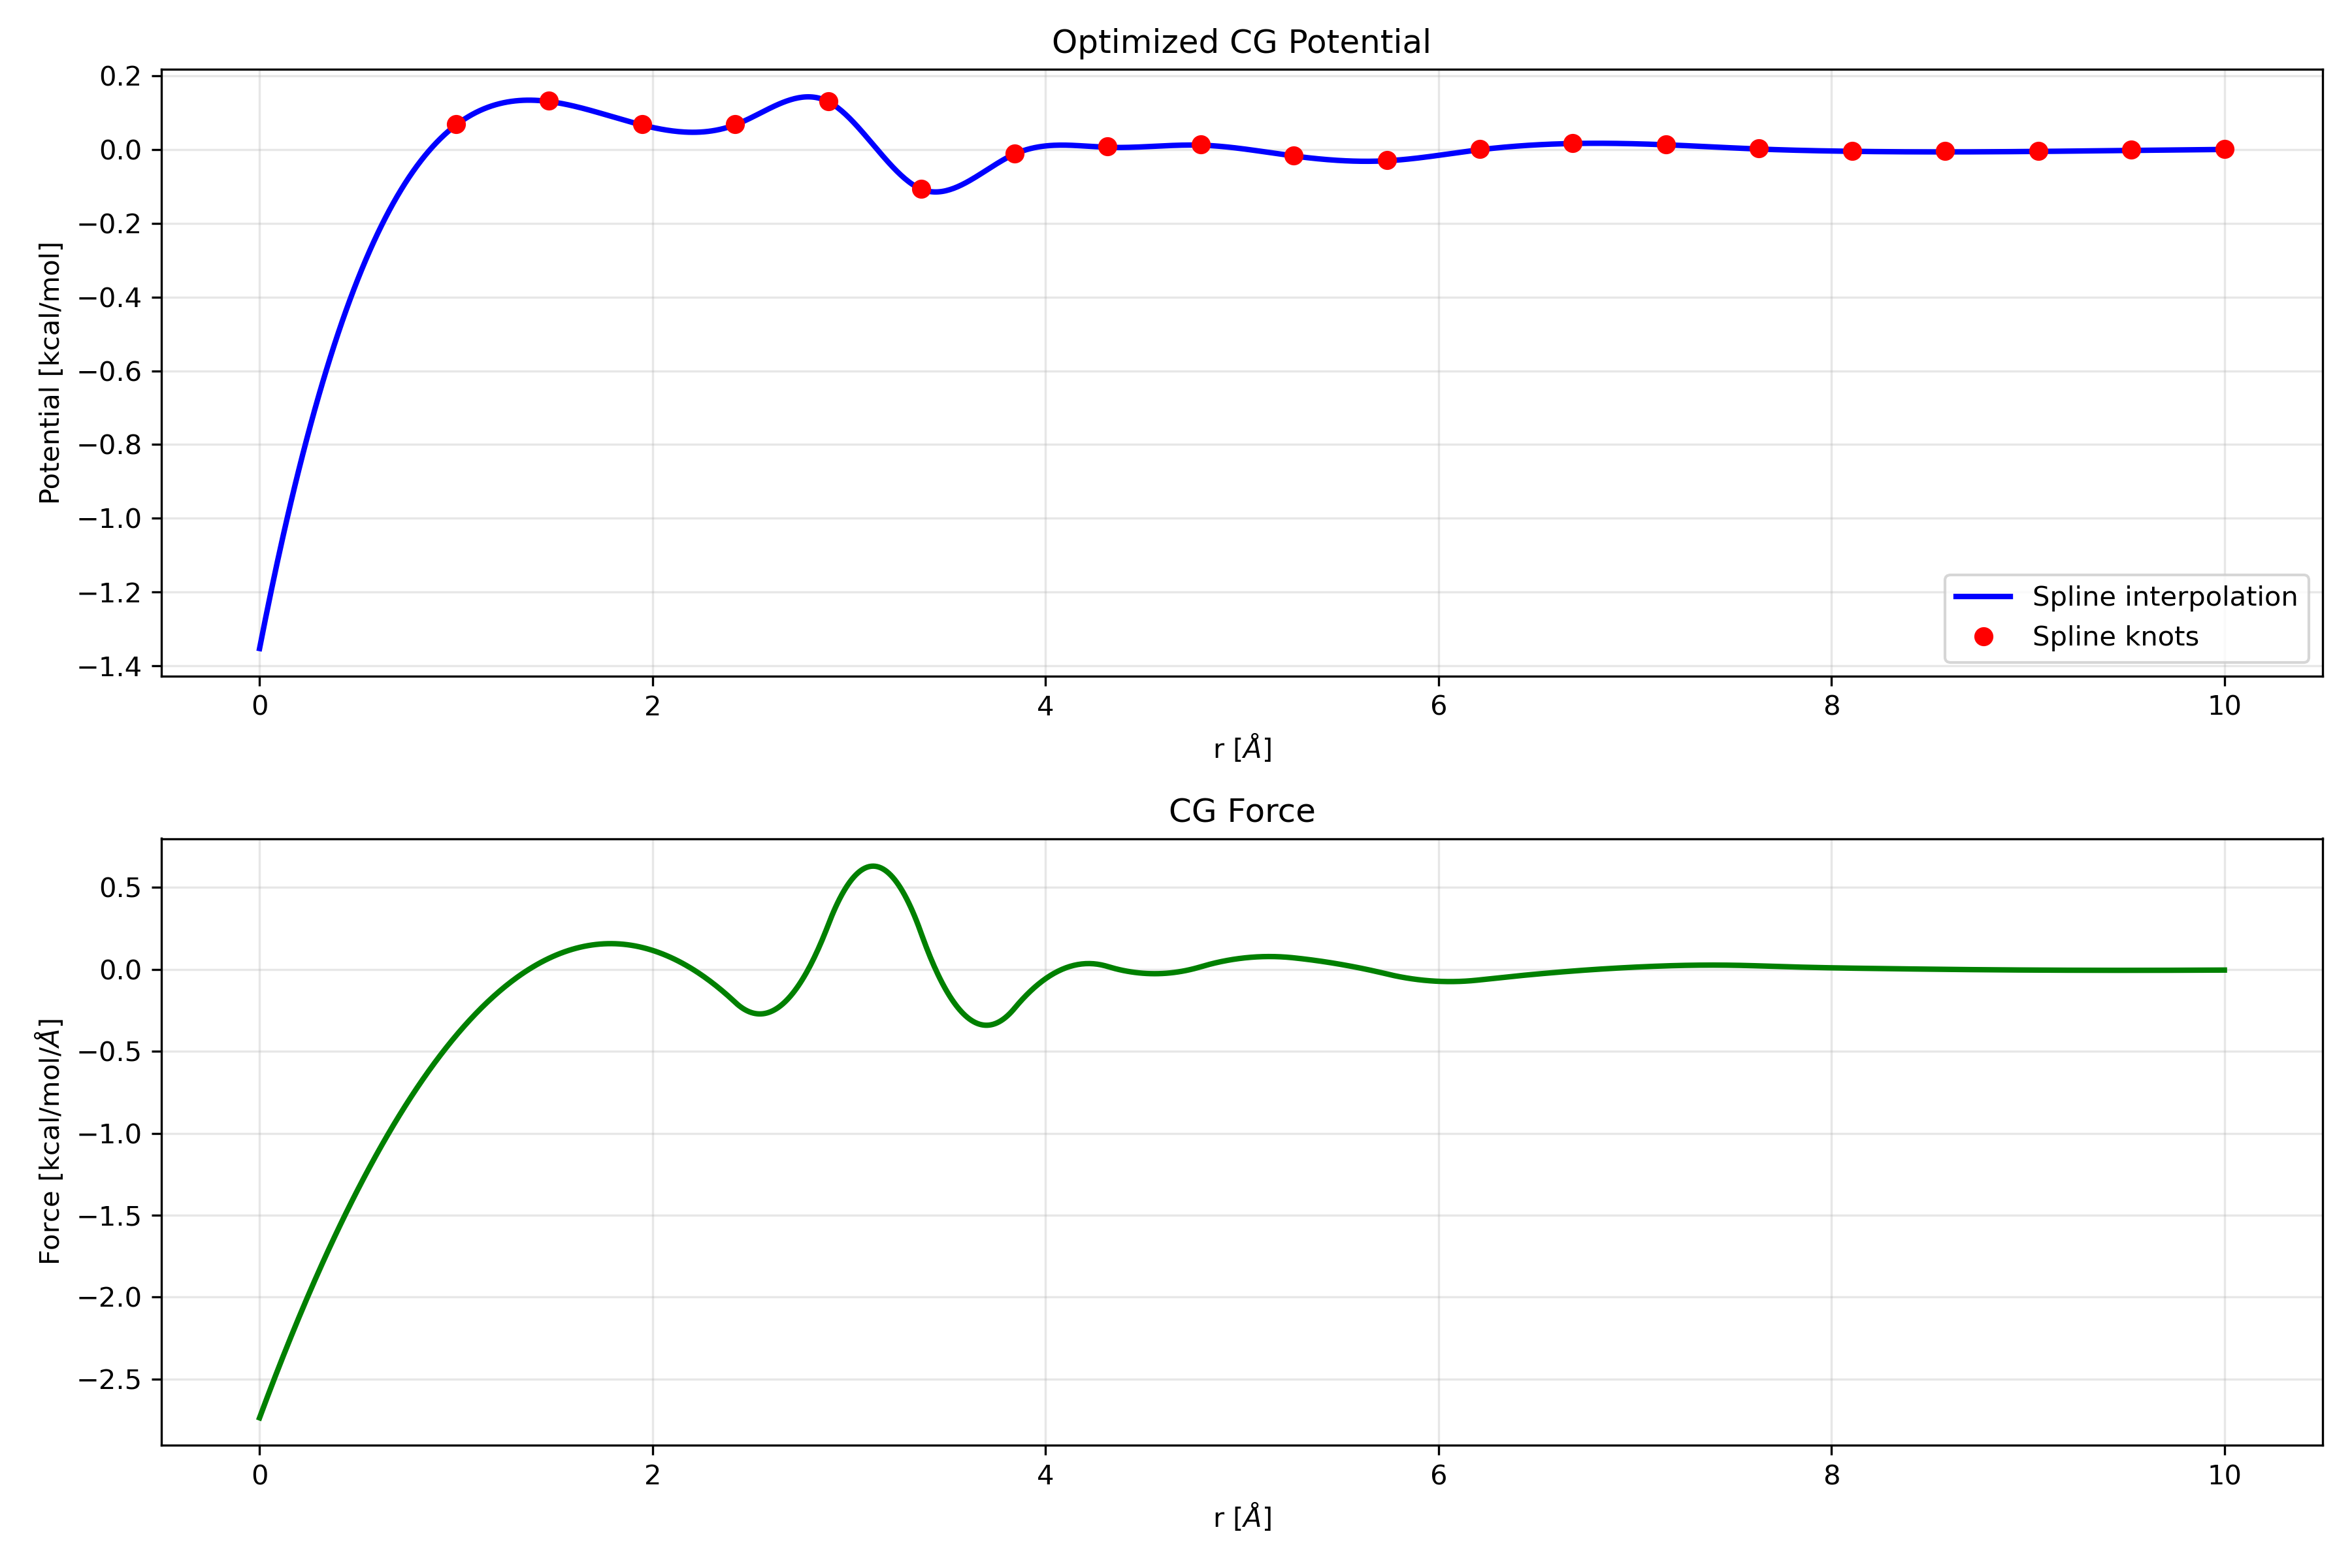 Optimized CG Potential
Potential [kcal/mol]
0.2
0.0
−0.2
−0.4
−0.6
−0.8
−1.0
−1.2
−1.4
Spline interpolation
Spline knots
0 2 4 6 8 10
r [Å]
CG Force
Force [kcal/mol/Å]
0.5
0.0
−0.5
−1.0
−1.5
−2.0
−2.5
0 2 4 6 8 10
r [Å]